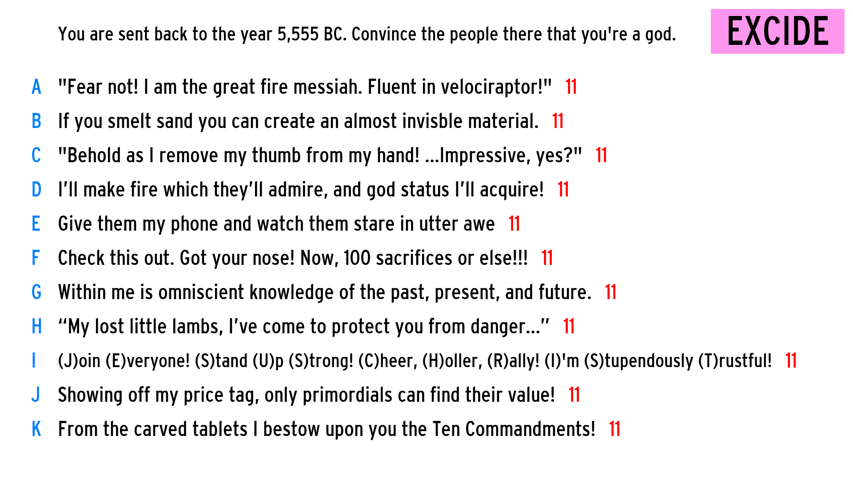 You are sent back to the year 5,555 BC. Convince the people there that you're a god.
EXCIDE
A "Fear not! I am the great fire messiah. Fluent in velociraptor!" 11
B If you smelt sand you can create an almost invisble material. 11
C "Behold as I remove my thumb from my hand! ...Impressive, yes?" 11
D I'll make fire which they'll admire, and god status I'll acquire! 11
E Give them my phone and watch them stare in utter awe 11
F Check this out. Got your nose! Now, 100 sacrifices or else!!! 11
G Within me is omniscient knowledge of the past, present, and future. 11
H “My lost little lambs, I’ve come to protect you from danger...” 11
I (J)oin (E)veryone! (S)tand (U)p (S)trong! (C)heer, (H)oller, (R)ally! (I)'m (S)tupendously (T)rustful! 11
J Showing off my price tag, only primordials can find their value! 11
K From the carved tablets I bestow upon you the Ten Commandments! 11